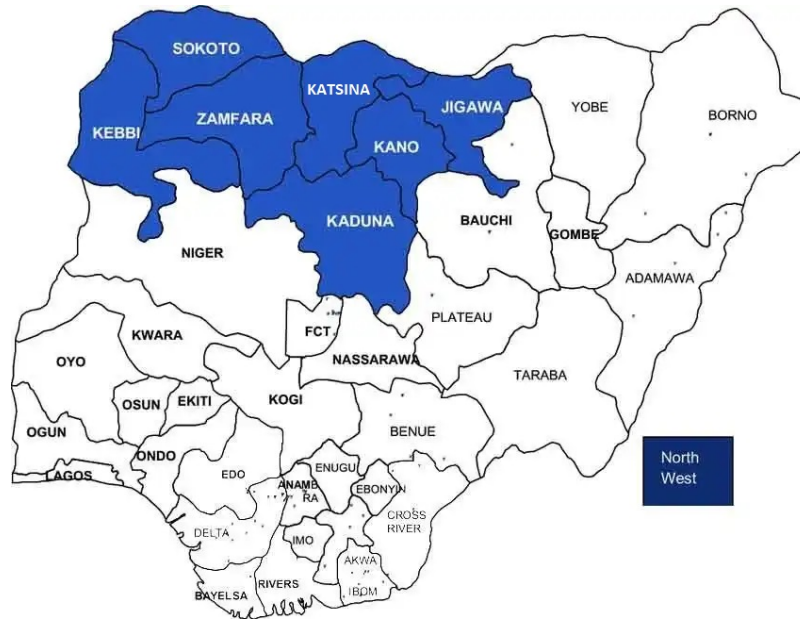 SOKOTO
KATSINA
JIGAWA
YOBE
BORNO
KEBBI
ZAMFARA
KANO
KADUNA
BAUCHI
GOMBE
NIGER
ADAMAWA
PLATEAU
FCT
KWARA
NASSARAWA
OYO
TARABA
OSUN
EKITI
KOGI
OGUN
BENUE
ONDO
North
West
LAGOS
EDO
ENUGU
ANAMB
RA
EBONYIN
CROSS
RIVER
DELTA
IMO
AKWA
IBOM
RIVERS
BAYELSA